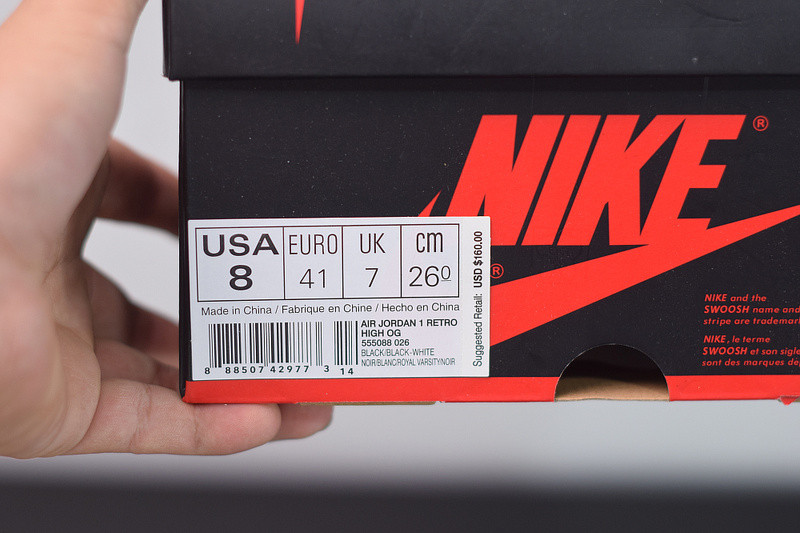 NIKE®
®
USA EURO UK cm
8 41 7 26⁰
Made in China / Fabrique en Chine / Hecho en China
AIR JORDAN 1 RETRO
HIGH OG
555088 026
BLACK/BLACK-WHITE
NOIR/BLANC/ROYAL VARSITY/NOIR
8 88507 42977 3 14
Suggested Retail: USD $160.00
NIKE and the
SWOOSH name and
stripe are trademar
NIKE, le terme
SWOOSH et son sigle
sont des marques dé